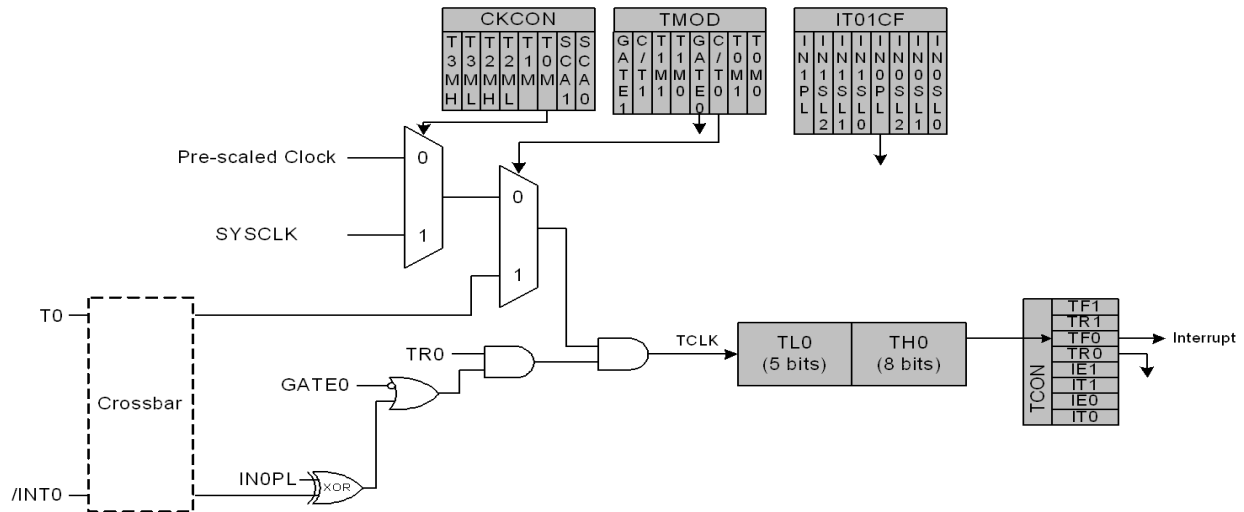 CKCON
T3MH T3ML T2MH T2ML T1M T0M SCA1 SCA0
TMOD
GATE1 C/T1 T1M1 T1M0 GATE0 C/T0 T0M1 T0M0
IT01CF
IN1PL IN1SL2 IN1SL1 IN1SL0 IN0PL IN0SL2 IN0SL1 IN0SL0
Pre-scaled Clock
0
SYSCLK
1
0
1
T0
Crossbar
/INT0
TR0
GATE0
IN0PL
XOR
TCLK
TL0
(5 bits)
TH0
(8 bits)
TCON
TF1
TR1
TF0
TR0
IE1
IT1
IE0
IT0
Interrupt